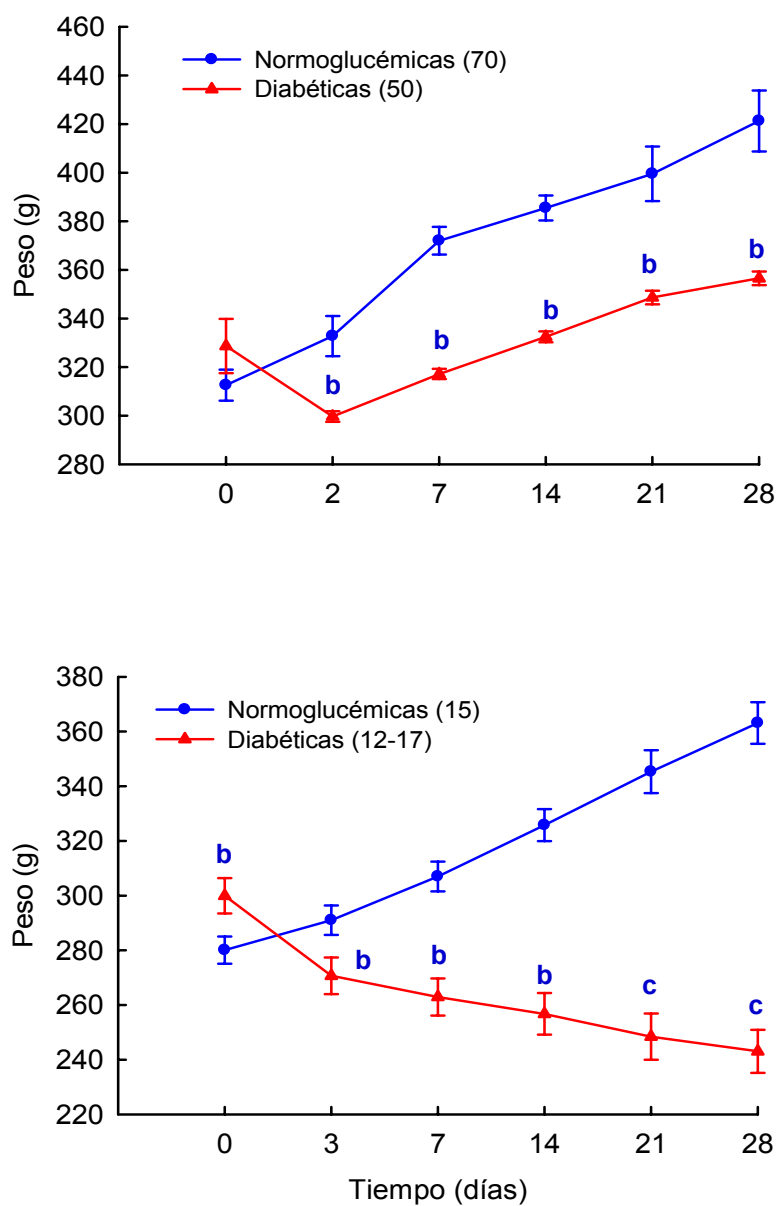 460
440
420
400
380
360
340
320
300
280
Peso (g)
Normoglucémicas (70)
Diabéticas (50)
b
b
b
b
b
0 2 7 14 21 28
380
360
340
320
300
280
260
240
220
Peso (g)
Normoglucémicas (15)
Diabéticas (12-17)
b
b
b
b
c
c
0 3 7 14 21 28
Tiempo (días)